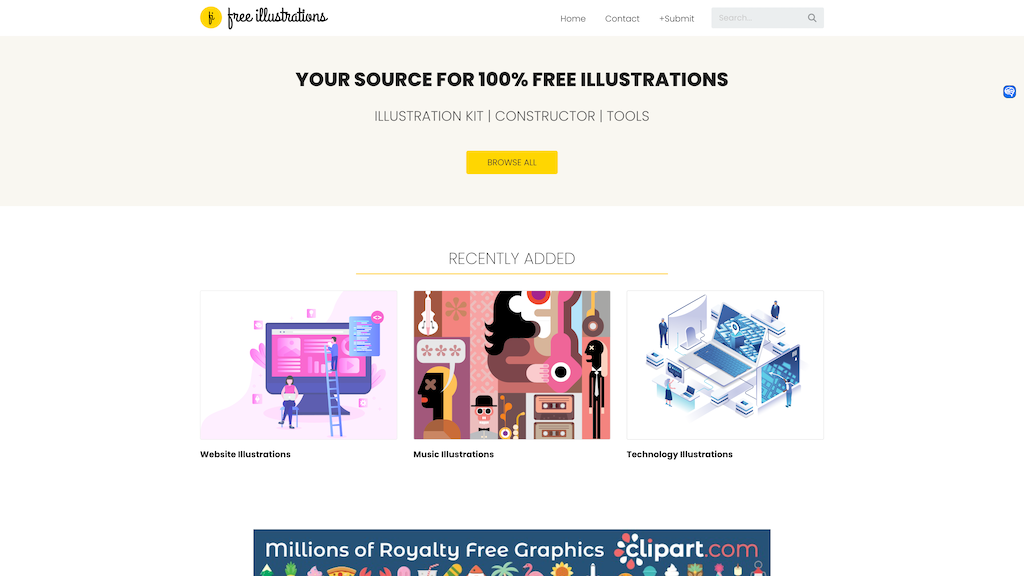 fi free illustrations
Home Contact +Submit Search...
YOUR SOURCE FOR 100% FREE ILLUSTRATIONS
ILLUSTRATION KIT | CONSTRUCTOR | TOOLS
BROWSE ALL
RECENTLY ADDED
Website Illustrations
Music Illustrations
Technology Illustrations
Millions of Royalty Free Graphics clipart.com